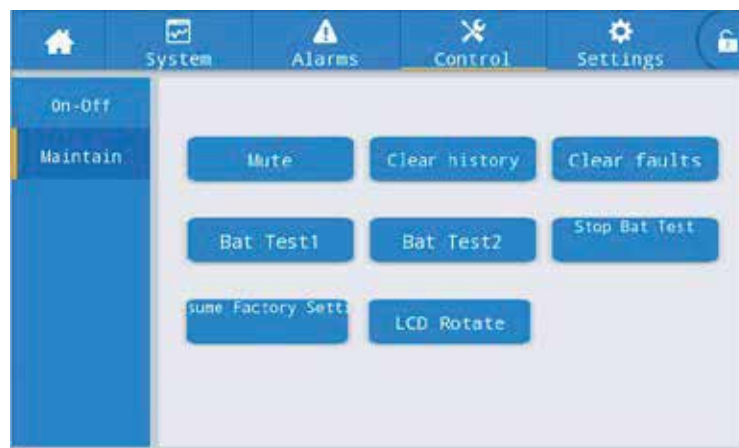 System Alarms Control Settings
On-Off
Maintain
Mute Clear history Clear faults
Bat Test1 Bat Test2 Stop Bat Test
sume Factory Setti LCD Rotate